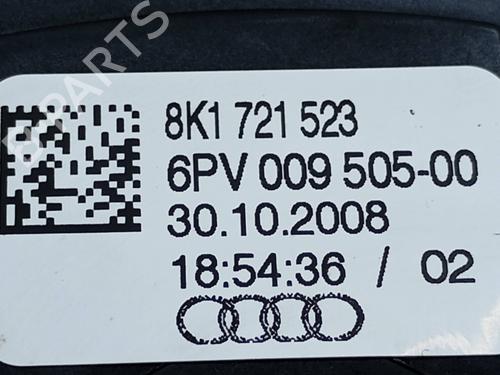 8K1 721 523
6PV 009 505-00
30.10.2008
18:54:36 / 02
B-PARTS